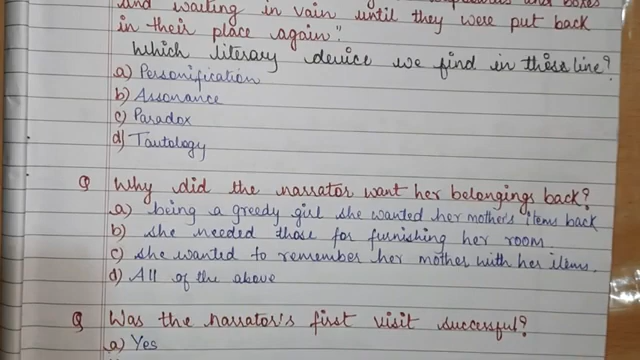 and waiting in vain until they were put back
in their place again".
Which literary device we find in these line?
a) Personification
b) Assonance
c) Paradox
d) Tautology
Q Why did the narrator want her belongings back?
a) being a greedy girl she wanted her mother's items back
b) she needed those for furnishing her room
c) she wanted to remember her mother with her items.
d) All of the above
Q Was the narrator's first visit successful?
a) Yes